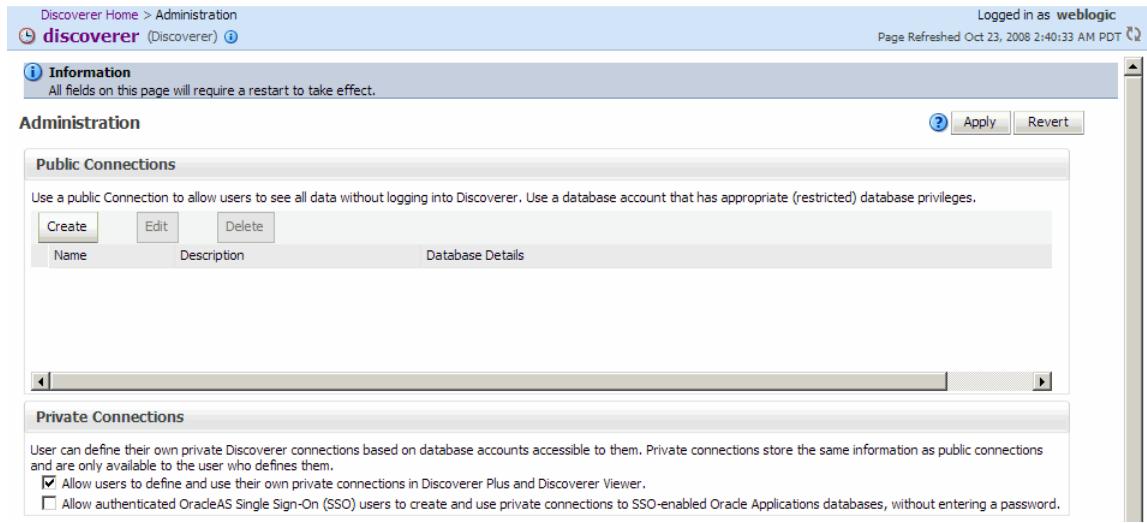 Discoverer Home > Administration
Logged in as weblogic
discoverer (Discoverer)
Page Refreshed Oct 23, 2008 2:40:33 AM PDT
Information
All fields on this page will require a restart to take effect.
Administration
Apply Revert
Public Connections
Use a public Connection to allow users to see all data without logging into Discoverer. Use a database account that has appropriate (restricted) database privileges.
Create Edit Delete
Name Description Database Details
Private Connections
User can define their own private Discoverer connections based on database accounts accessible to them. Private connections store the same information as public connections
and are only available to the user who defines them.
Allow users to define and use their own private connections in Discoverer Plus and Discoverer Viewer.
Allow authenticated OracleAS Single Sign-On (SSO) users to create and use private connections to SSO-enabled Oracle Applications databases, without entering a password.